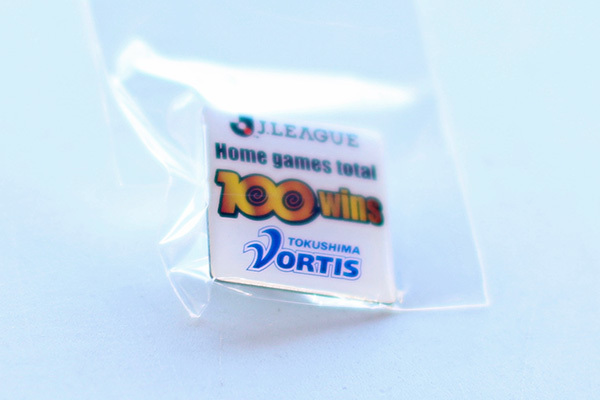 J.LEAGUE
Home games total
100 wins
TOKUSHIMA
VORTIS